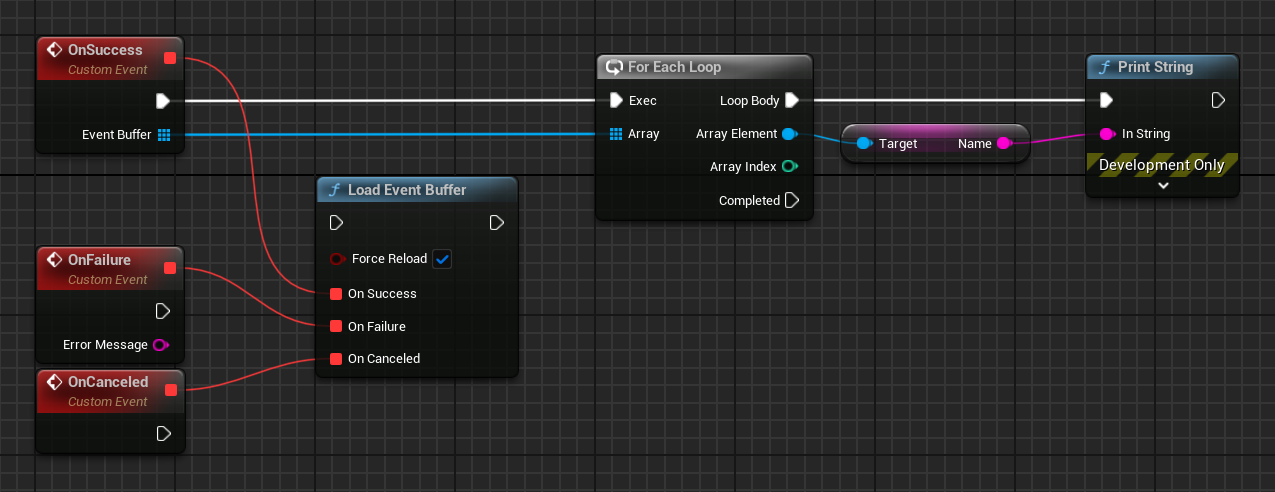 OnSuccess
Custom Event
Event Buffer
For Each Loop
Exec
Loop Body
Array
Array Element
Array Index
Completed
Target
Name
Print String
In String
Development Only
Load Event Buffer
Force Reload
On Success
On Failure
On Canceled
OnFailure
Custom Event
Error Message
OnCanceled
Custom Event